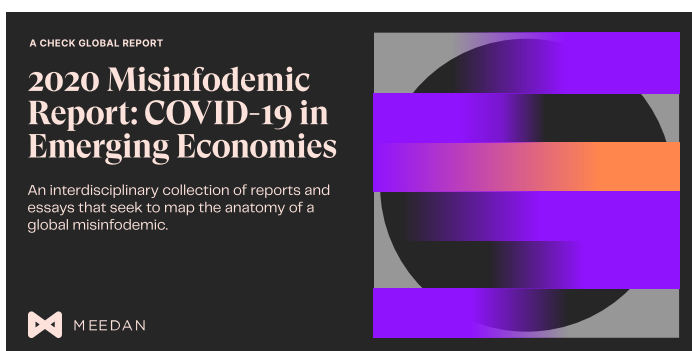 A CHECK GLOBAL REPORT
2020 Misinfodemic
Report: COVID-19 in
Emerging Economies
An interdisciplinary collection of reports and
essays that seek to map the anatomy of a
global misinfodemic.
MEEDAN